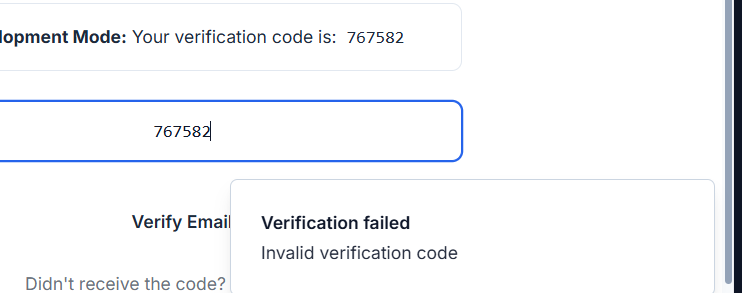 lopment Mode: Your verification code is: 767582
767582
Verify Email
Verification failed
Invalid verification code
Didn't receive the code?